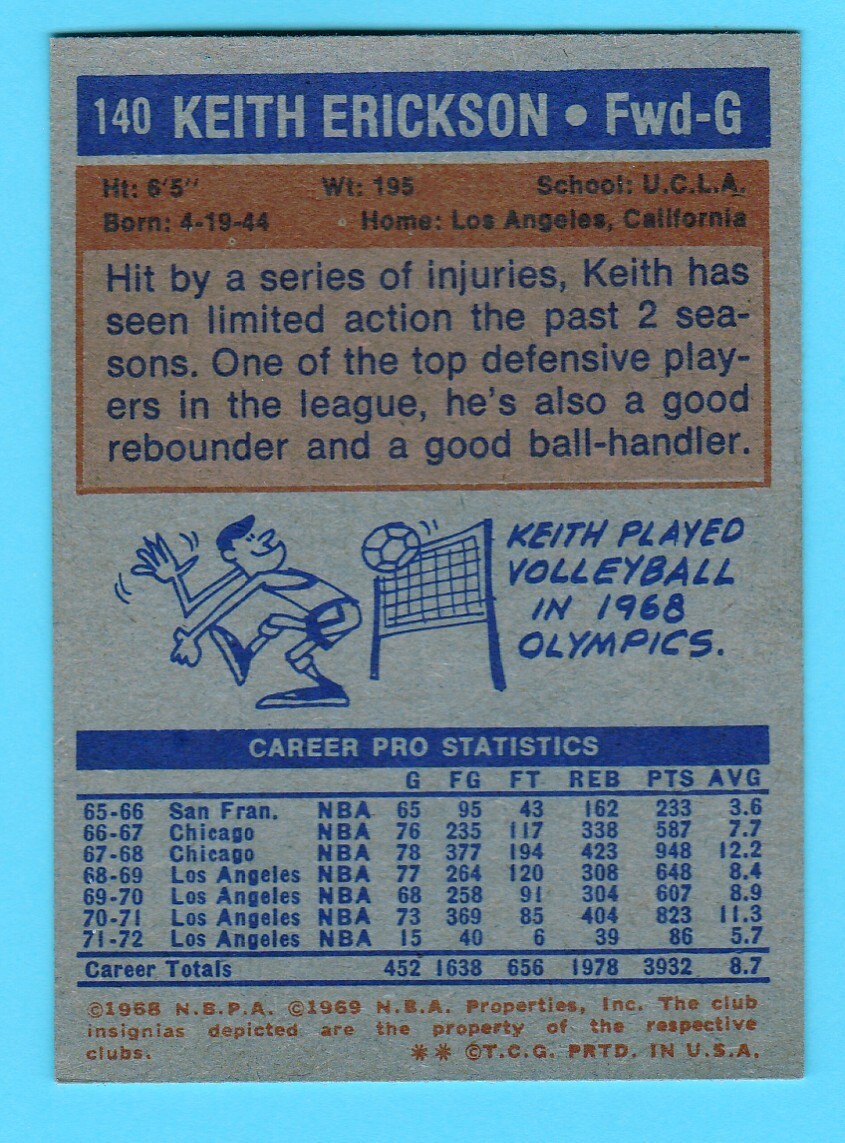 140 KEITH ERICKSON • Fwd-G
Ht: 6'5" Wt: 195 School: U.C.L.A.
Born: 4-19-44 Home: Los Angeles, California
Hit by a series of injuries, Keith has
seen limited action the past 2 sea-
sons. One of the top defensive play-
ers in the league, he's also a good
rebounder and a good ball-handler.
KEITH PLAYED
VOLLEYBALL
IN 1968
OLYMPICS.
CAREER PRO STATISTICS
G FG FT REB PTS AVG
65-66 San Fran. NBA 65 95 43 162 233 3.6
66-67 Chicago NBA 76 235 117 338 587 7.7
67-68 Chicago NBA 78 377 194 423 948 12.2
68-69 Los Angeles NBA 77 264 120 308 648 8.4
69-70 Los Angeles NBA 68 258 91 304 607 8.9
70-71 Los Angeles NBA 73 369 85 404 823 11.3
71-72 Los Angeles NBA 15 40 6 39 86 5.7
Career Totals 452 1638 656 1978 3932 8.7
©1968 N.B.P.A. ©1969 N.B.A. Properties, Inc. The club
insignias depicted are the property of the respective
clubs. ** ©T.C.G. PRTD. IN U.S.A.